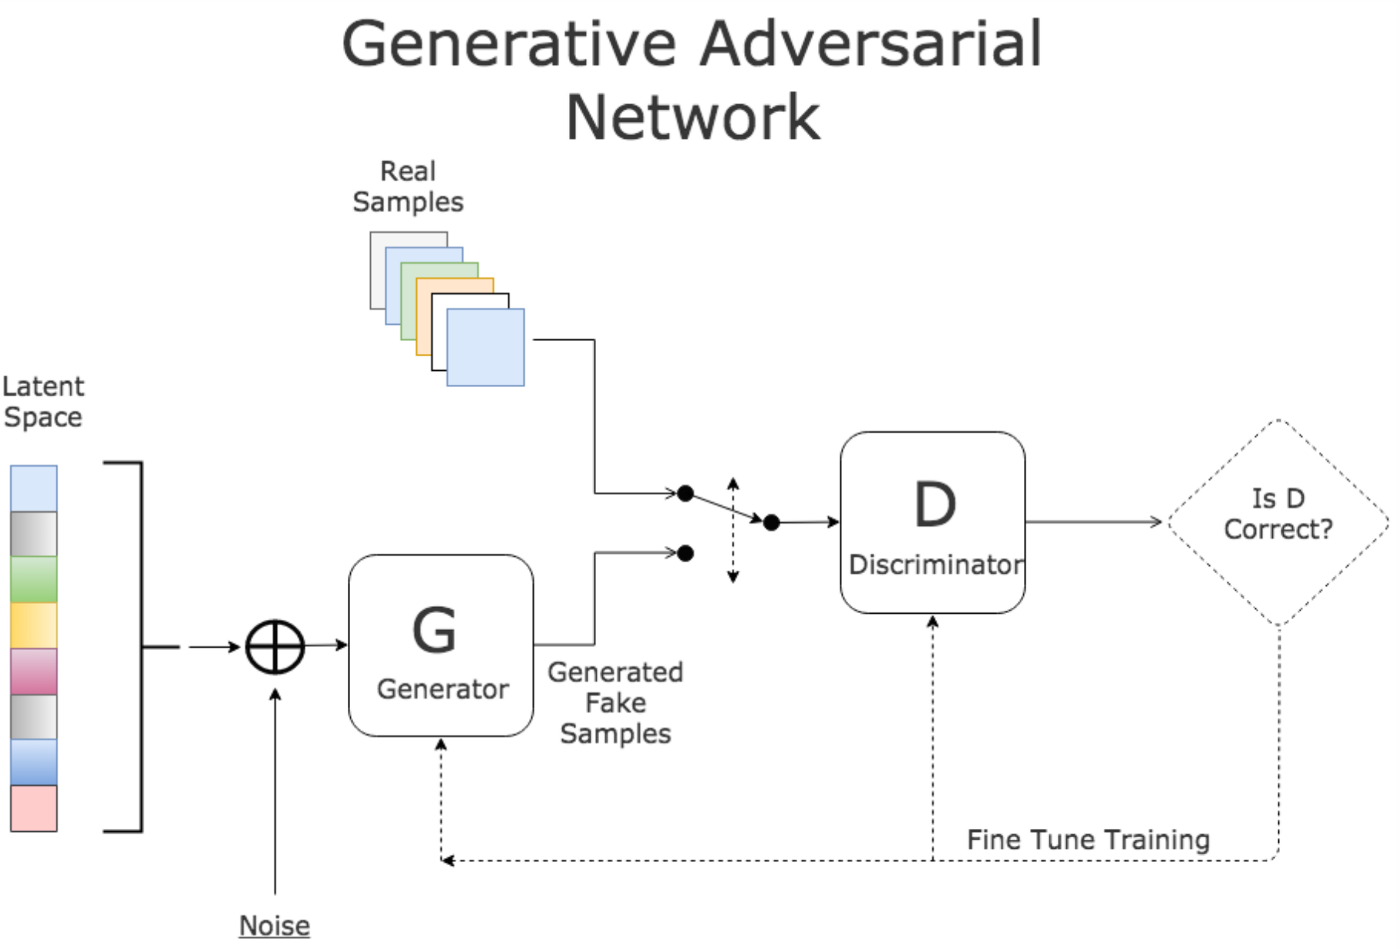 Generative Adversarial
Network
Real
Samples
Latent
Space
Is D
Correct?
D
Discriminator
G
Generator
Generated
Fake
Samples
Fine Tune Training
Noise